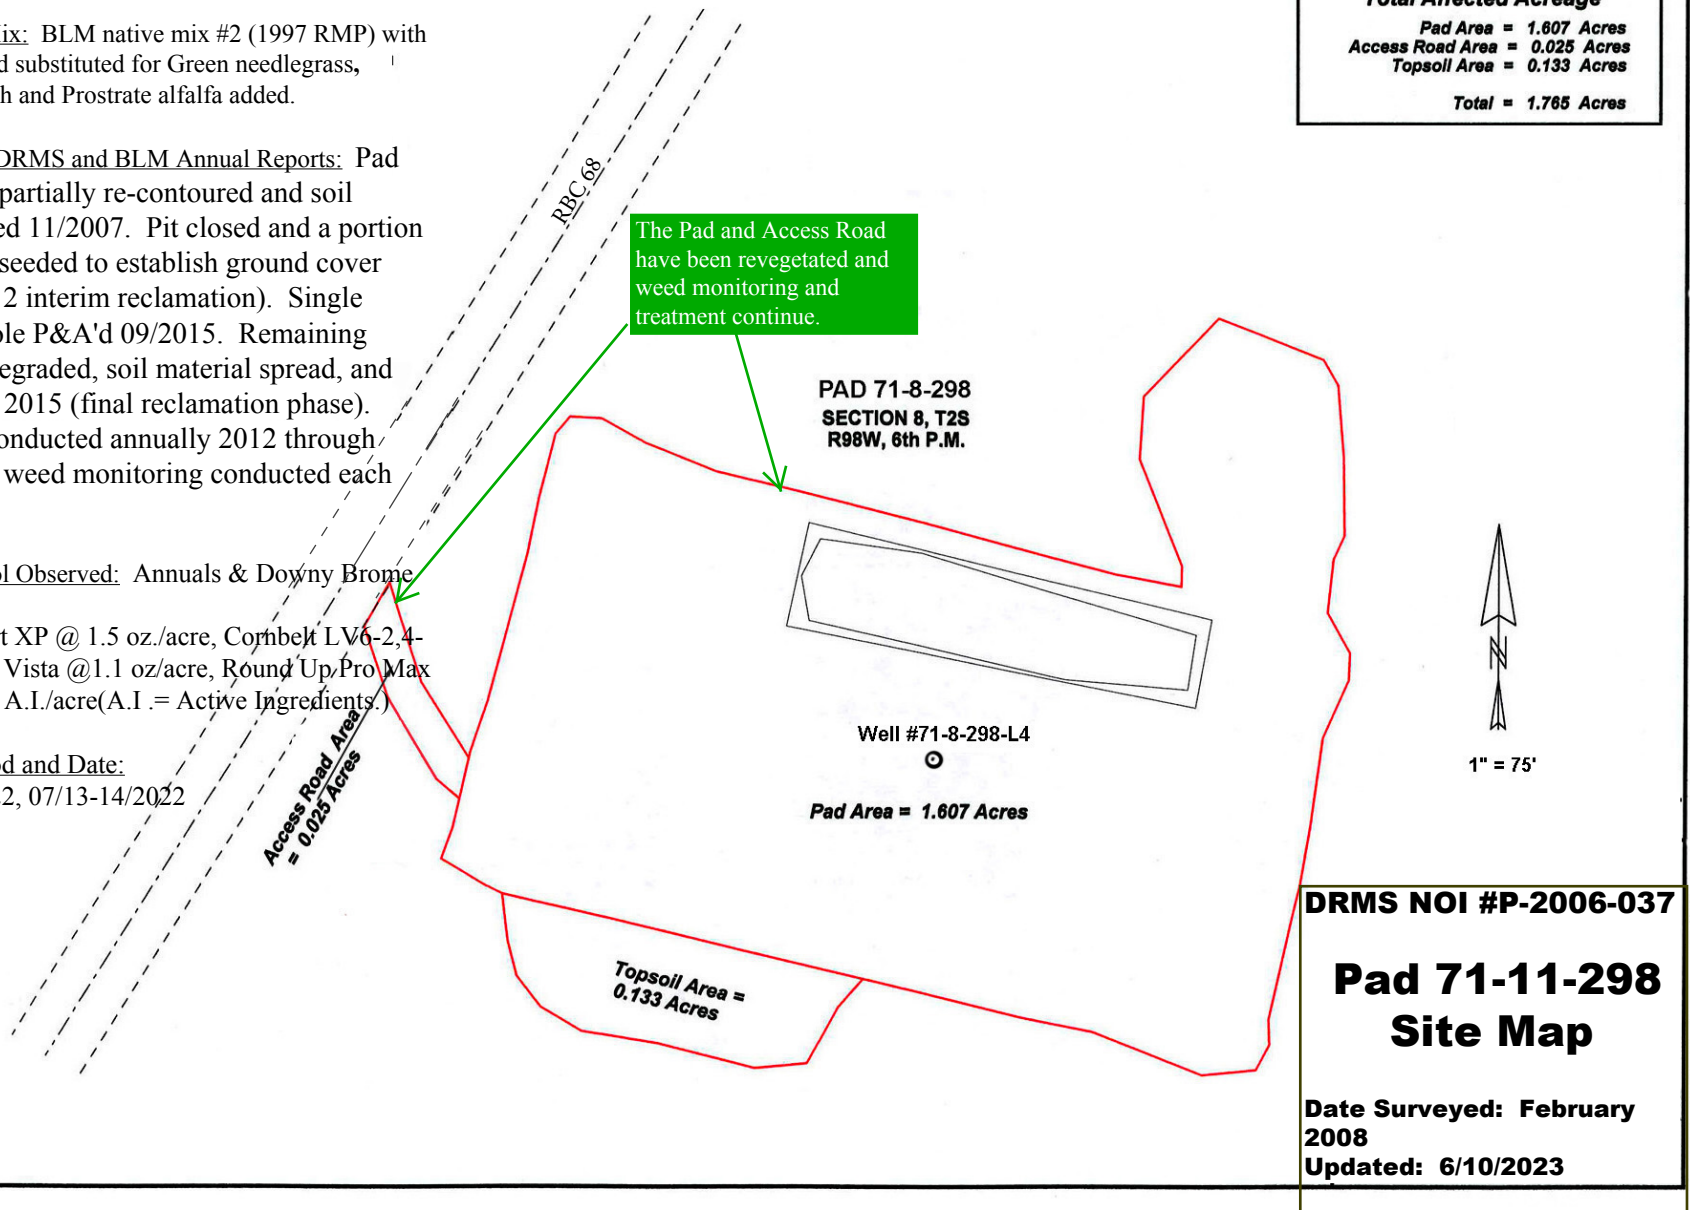 BLM native mix #2 (1997 RMP) with
substituted for Green needlegrass,
and Prostrate alfalfa added.
DRMS and BLM Annual Reports: Pad
partially re-contoured and soil
11/2007. Pit closed and a portion
seeded to establish ground cover
2 interim reclamation). Single
P&A'd 09/2015. Remaining
soil material spread, and
2015 (final reclamation phase).
annually 2012 through
weed monitoring conducted each
Observed: Annuals & Downy Brome
XP @ 1.5 oz./acre, Cornbelt LV6-2,4-
Vista @1.1 oz/acre, Round Up Pro Max
A.I./acre(A.I .= Active Ingredients.)
and Date:
07/13-14/2022
RBC 68
The Pad and Access Road
have been revegetated and
weed monitoring and
treatment continue.
Total Affected Acreage
Pad Area = 1.607 Acres
Access Road Area = 0.025 Acres
Topsoil Area = 0.133 Acres
Total = 1.765 Acres
PAD 71-8-298
SECTION 8, T2S
R98W, 6th P.M.
Well #71-8-298-L4
Pad Area = 1.607 Acres
Access Road Area
= 0.025 Acres
Topsoil Area =
0.133 Acres
N
1" = 75'
DRMS NOI #P-2006-037
Pad 71-11-298
Site Map
Date Surveyed: February
2008
Updated: 6/10/2023